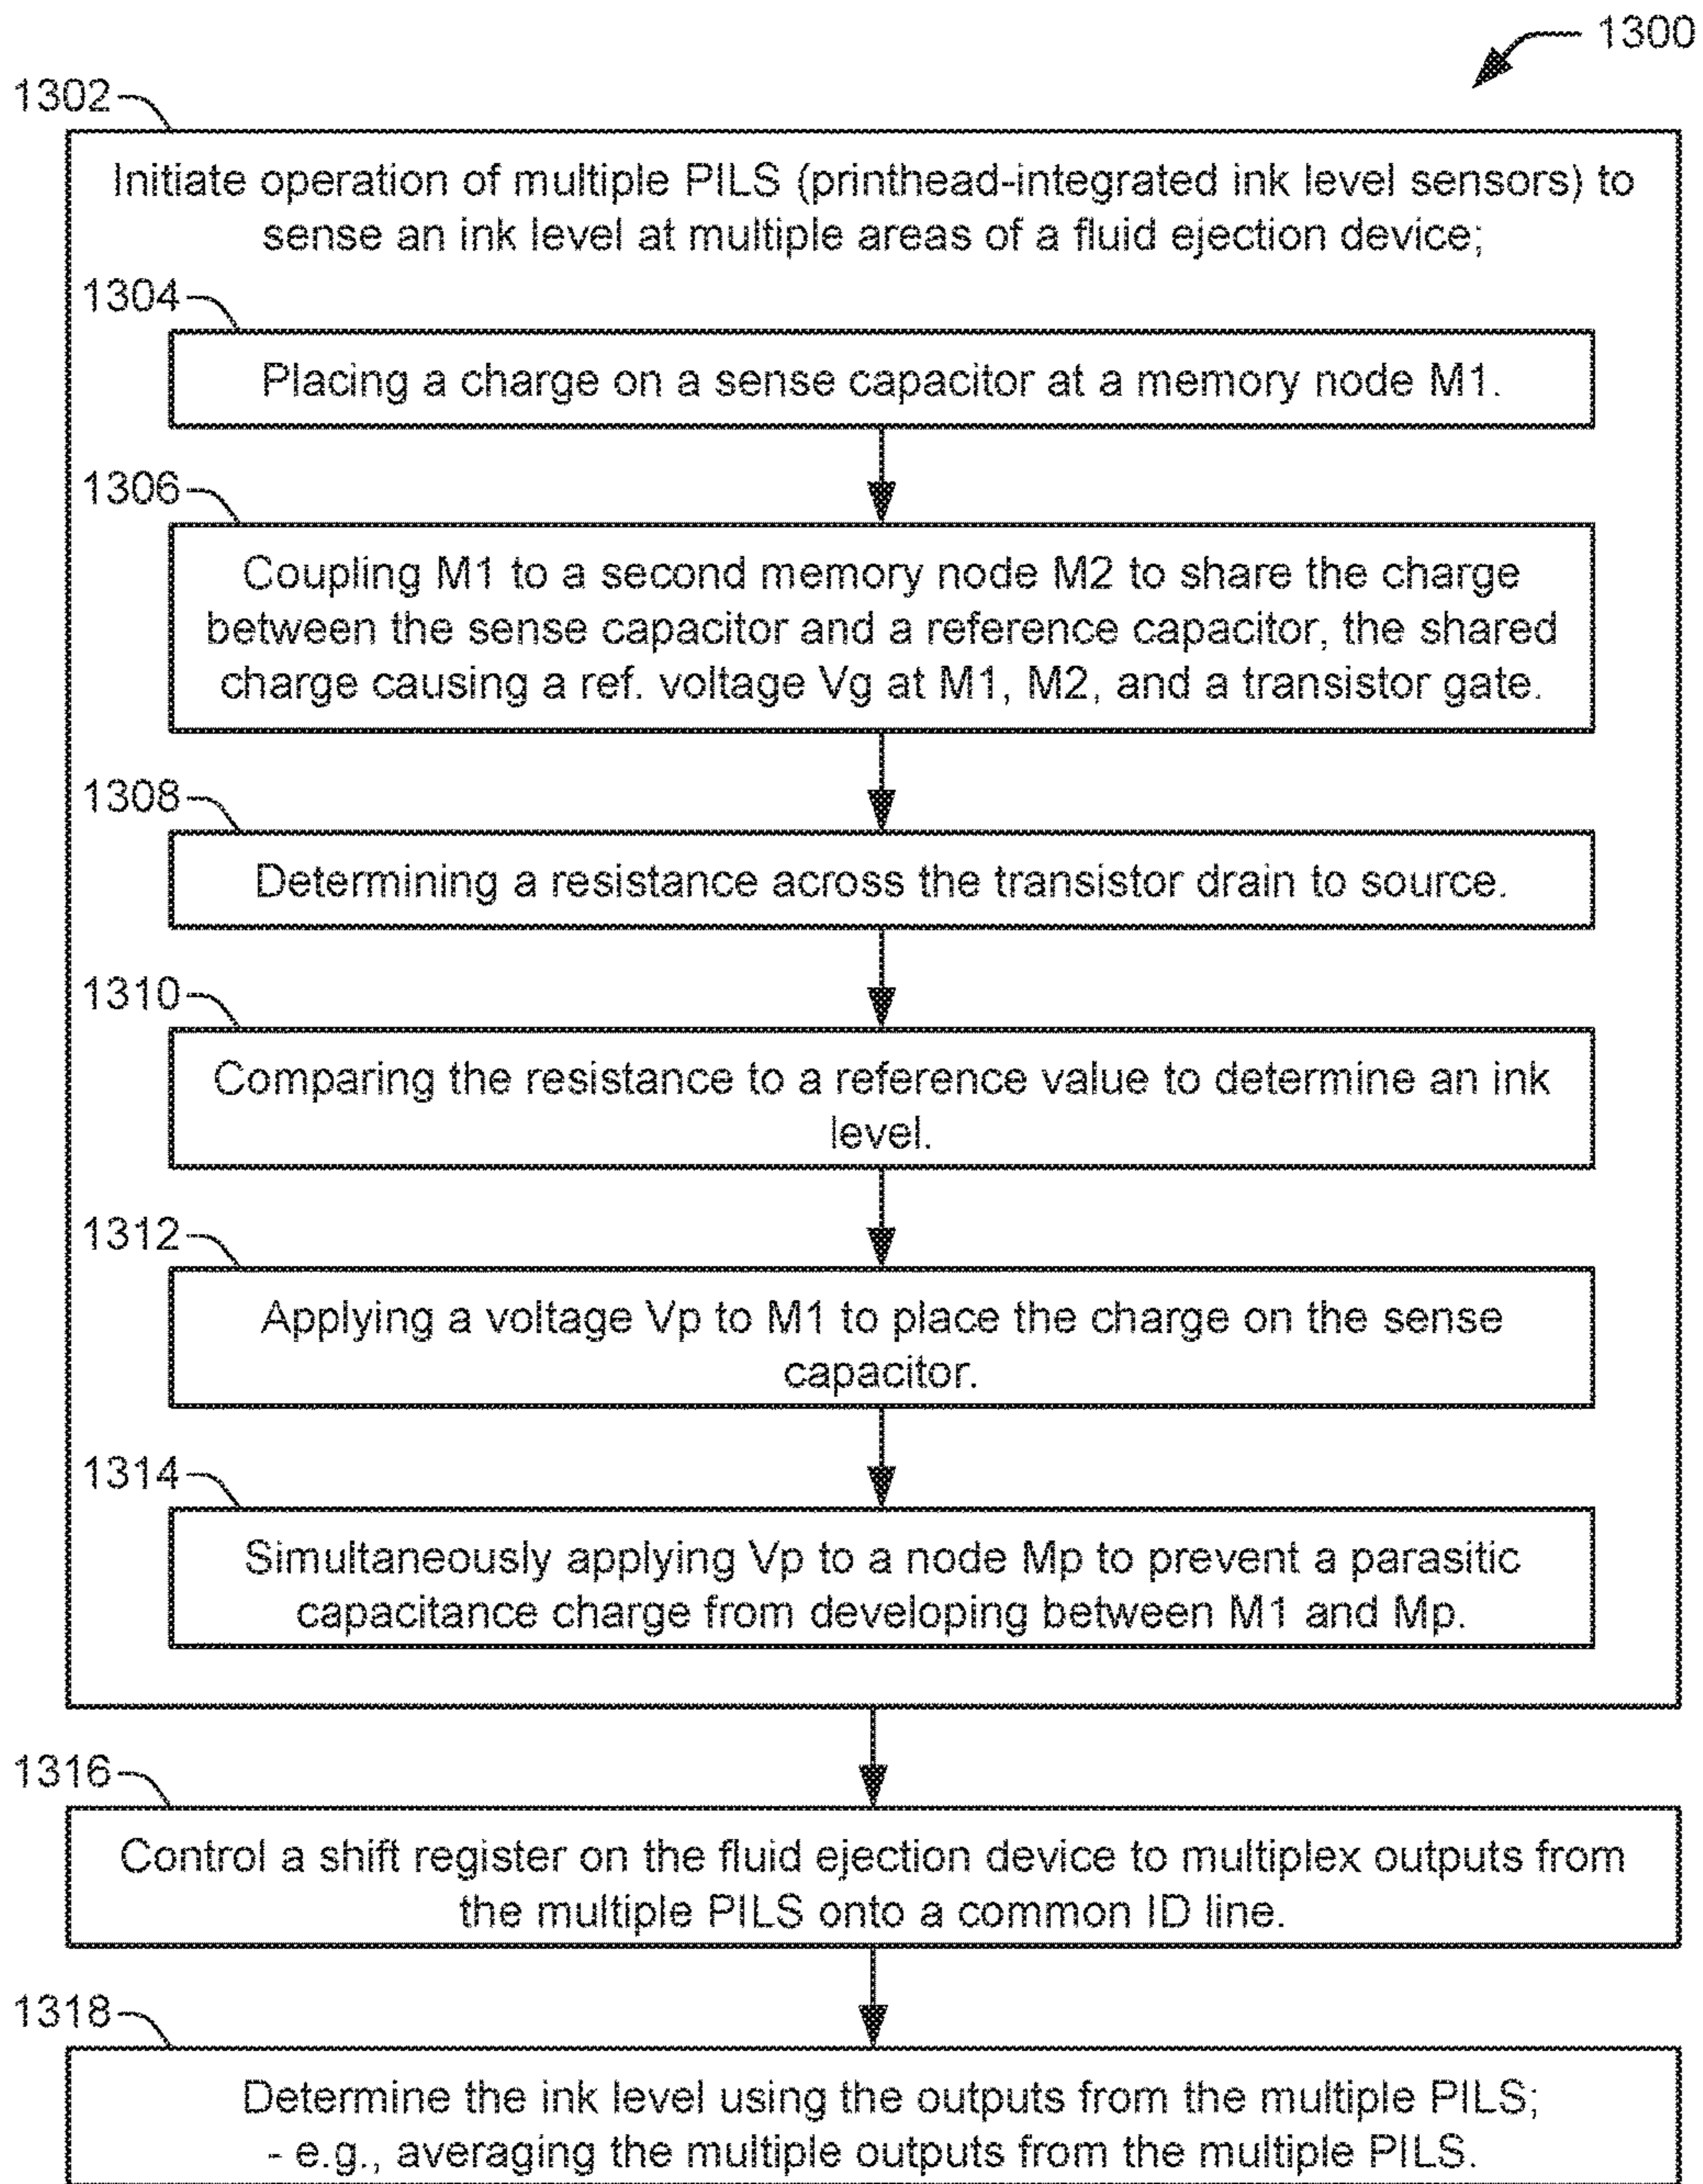 1300
1302
Initiate operation of multiple PILS (printhead-integrated ink level sensors) to
sense an ink level at multiple areas of a fluid ejection device;
1304
Placing a charge on a sense capacitor at a memory node M1.
1306
Coupling M1 to a second memory node M2 to share the charge
between the sense capacitor and a reference capacitor, the shared
charge causing a ref. voltage Vg at M1, M2, and a transistor gate.
1308
Determining a resistance across the transistor drain to source.
1310
Comparing the resistance to a reference value to determine an ink
level.
1312
Applying a voltage Vp to M1 to place the charge on the sense
capacitor.
1314
Simultaneously applying Vp to a node Mp to prevent a parasitic
capacitance charge from developing between M1 and Mp.
1316
Control a shift register on the fluid ejection device to multiplex outputs from
the multiple PILS onto a common ID line.
1318
Determine the ink level using the outputs from the multiple PILS;
- e.g., averaging the multiple outputs from the multiple PILS.